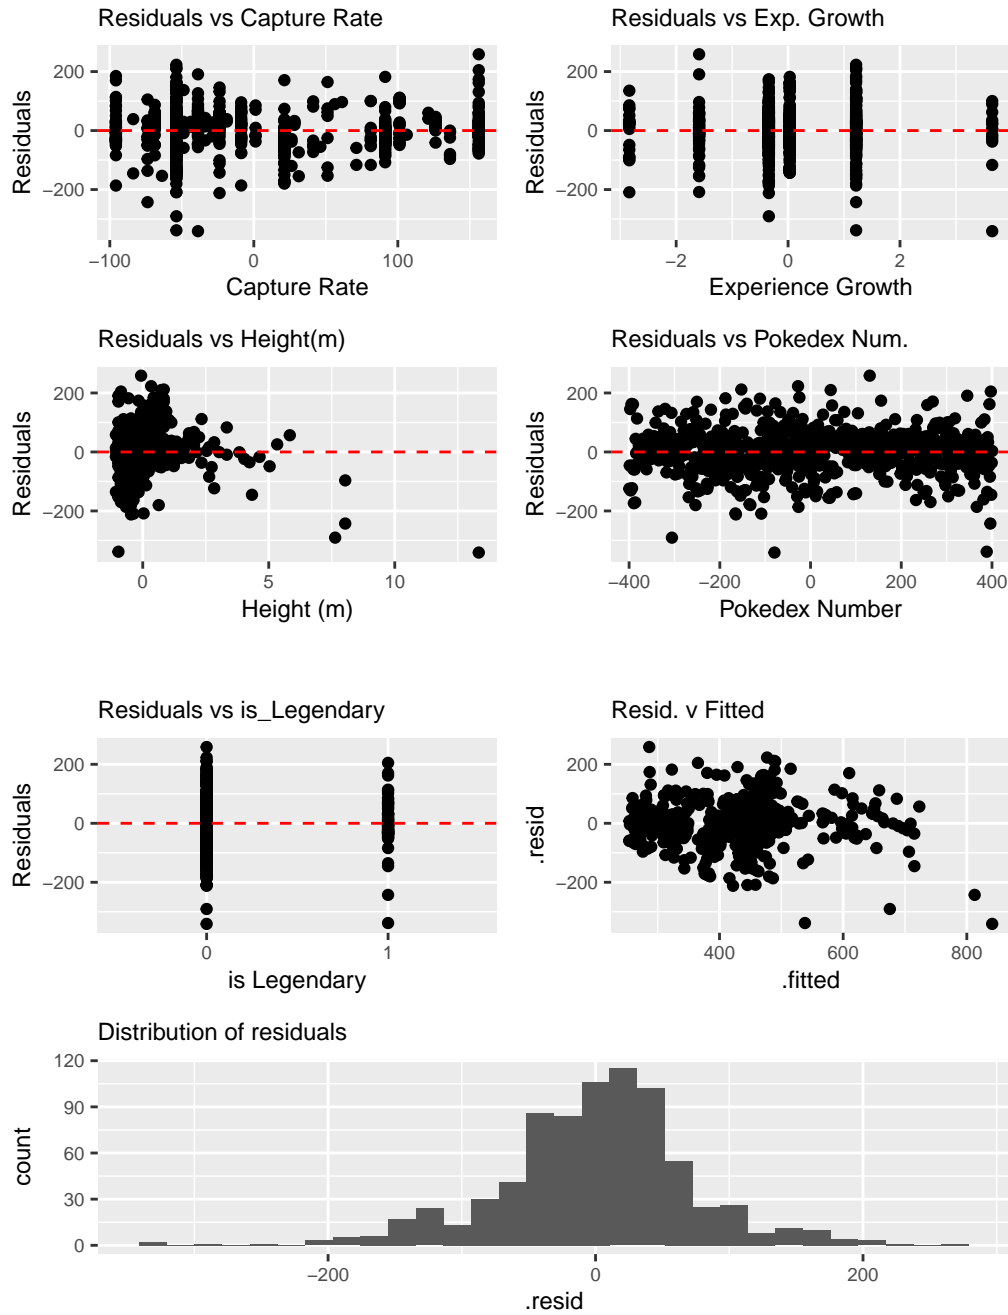 Residuals vs Capture Rate
Residuals
200
0
−200
−100 0 100
Capture Rate
Residuals vs Exp. Growth
Residuals
200
0
−200
−2 0 2
Experience Growth
Residuals vs Height(m)
Residuals
200
0
−200
0 5 10
Height (m)
Residuals vs Pokedex Num.
Residuals
200
0
−200
−400 −200 0 200 400
Pokedex Number
Residuals vs is_Legendary
Residuals
200
0
−200
0 1
is Legendary
Resid. v Fitted
.resid
200
0
−200
400 600 800
.fitted
Distribution of residuals
count
120
90
60
30
0
−200 0 200
.resid